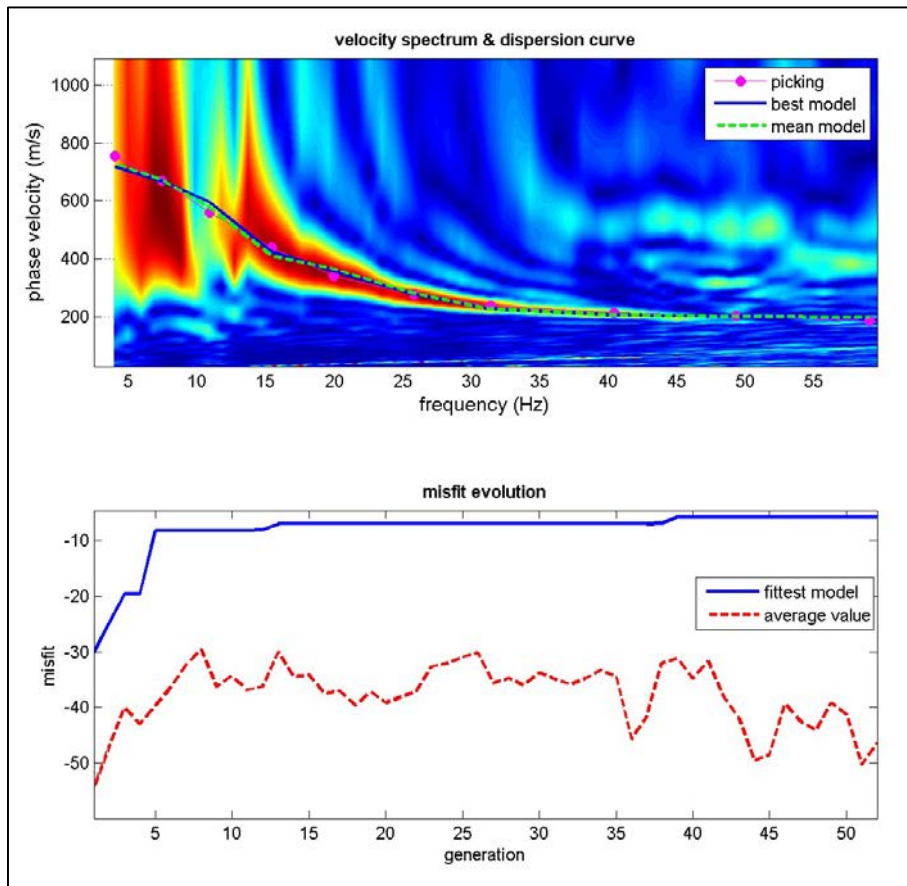 velocity spectrum & dispersion curve
1000
800
600
400
200
phase velocity (m/s)
picking
best model
mean model
5 10 15 20 25 30 35 40 45 50 55
frequency (Hz)
misfit evolution
-10
-20
-30
-40
-50
misfit
fittest model
average value
5 10 15 20 25 30 35 40 45 50
generation